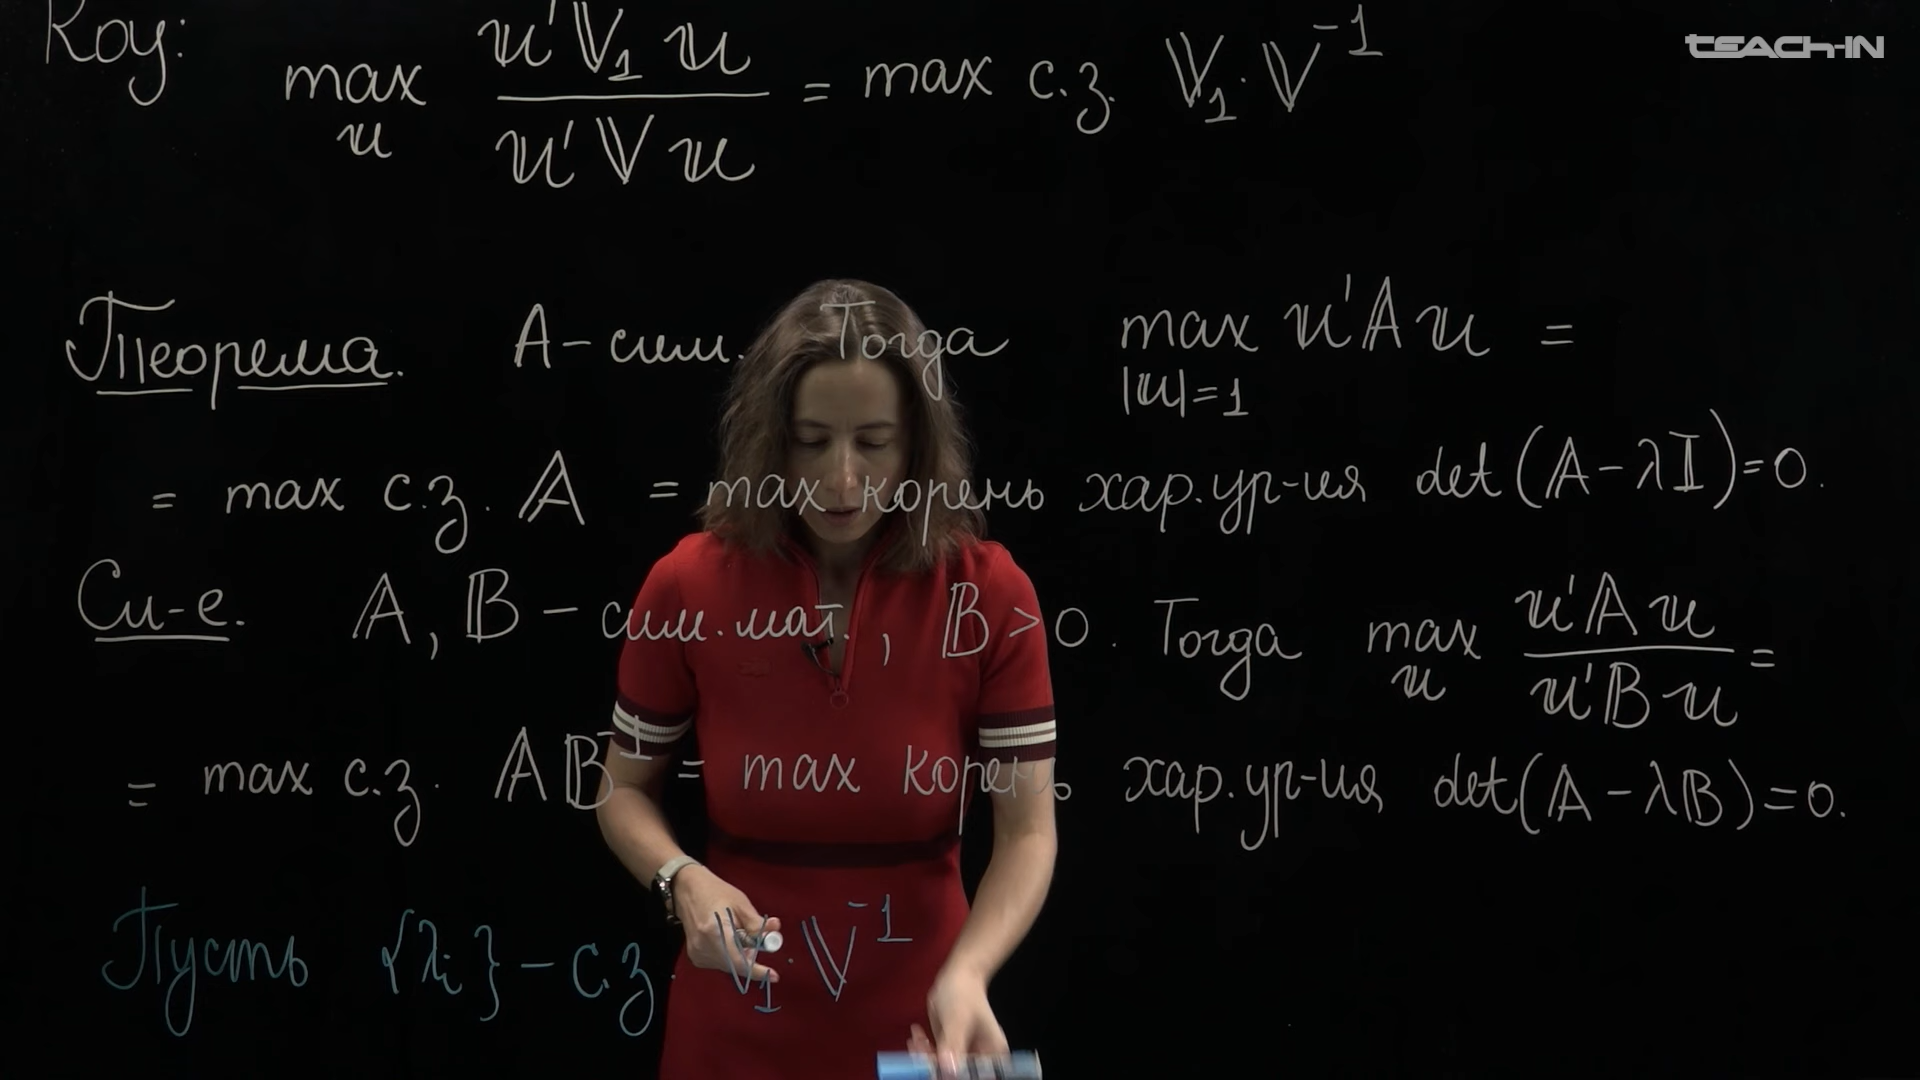 TEACH-IN
Роу: max u'V₁u / u'Vu = max с.з. V₁·V⁻¹
u
Теорема. A – сим. Тогда max u'Au =
|u|=1
= max с.з. A = max корень хар.ур-ия det(A-λI)=0.
Сл-е. A, B – сим.мат., B>0. Тогда max u'Au / u'Bu =
u
= max с.з. AB⁻¹ = max корень хар.ур-ия det(A-λB)=0.
Пусть {λᵢ} – с.з. V₁·V⁻¹